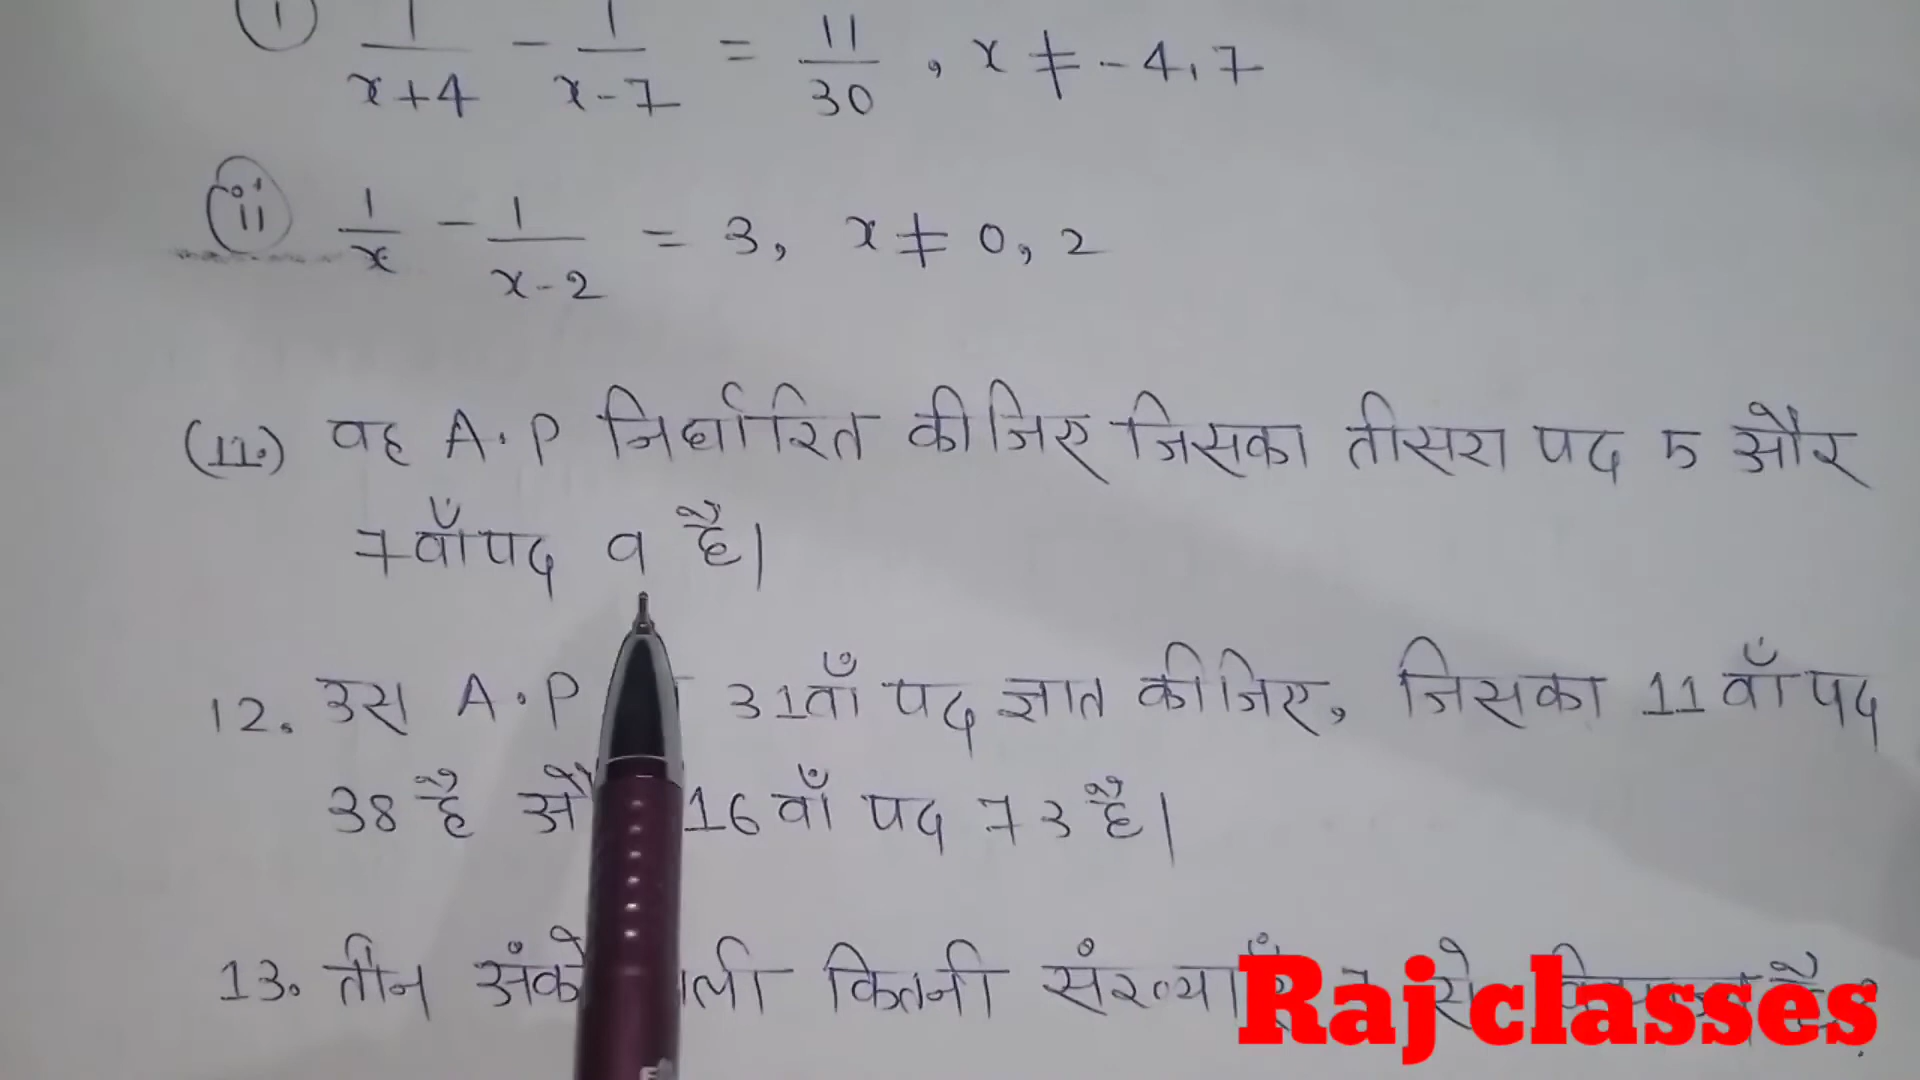 i 1/(x+4) - 1/(x-7) = 11/30, x ≠ -4, 7
ii 1/x - 1/(x-2) = 3, x ≠ 0, 2
(11.) वह A.P निर्धारित कीजिए जिसका तीसरा पद 5 और
7वाँ पद 9 है।
12. उस A.P 31वाँ पद ज्ञात कीजिए, जिसका 11वाँ पद
38 है 16वाँ पद 73 है।
13. तीन कितनी से
Raj classes